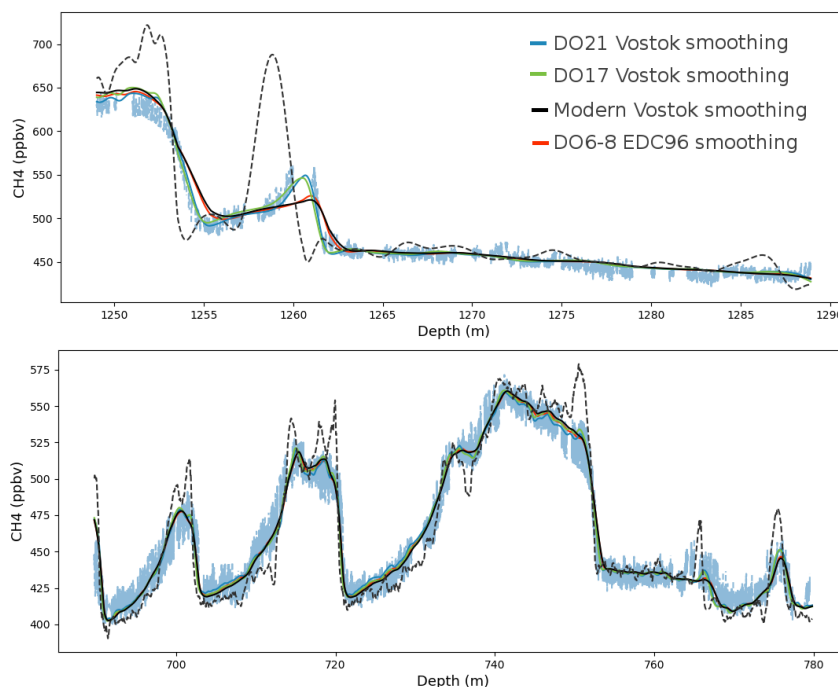 700
650
600
550
500
450
CH4 (ppbv)
DO21 Vostok smoothing
DO17 Vostok smoothing
Modern Vostok smoothing
DO6-8 EDC96 smoothing
1250 1255 1260 1265 1270 1275 1280 1285 1290
Depth (m)
575
550
525
500
475
450
425
400
CH4 (ppbv)
700 720 740 760 780
Depth (m)